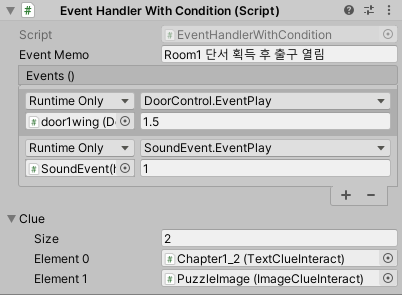 Event Handler With Condition (Script)
Script EventHandlerWithCondition
Event Memo Room1 단서 획득 후 출구 열림
Events ()
Runtime Only DoorControl.EventPlay
door1wing (D 1.5
Runtime Only SoundEvent.EventPlay
SoundEvent(h 1
+ −
Clue
Size 2
Element 0 Chapter1_2 (TextClueInteract)
Element 1 PuzzleImage (ImageClueInteract)